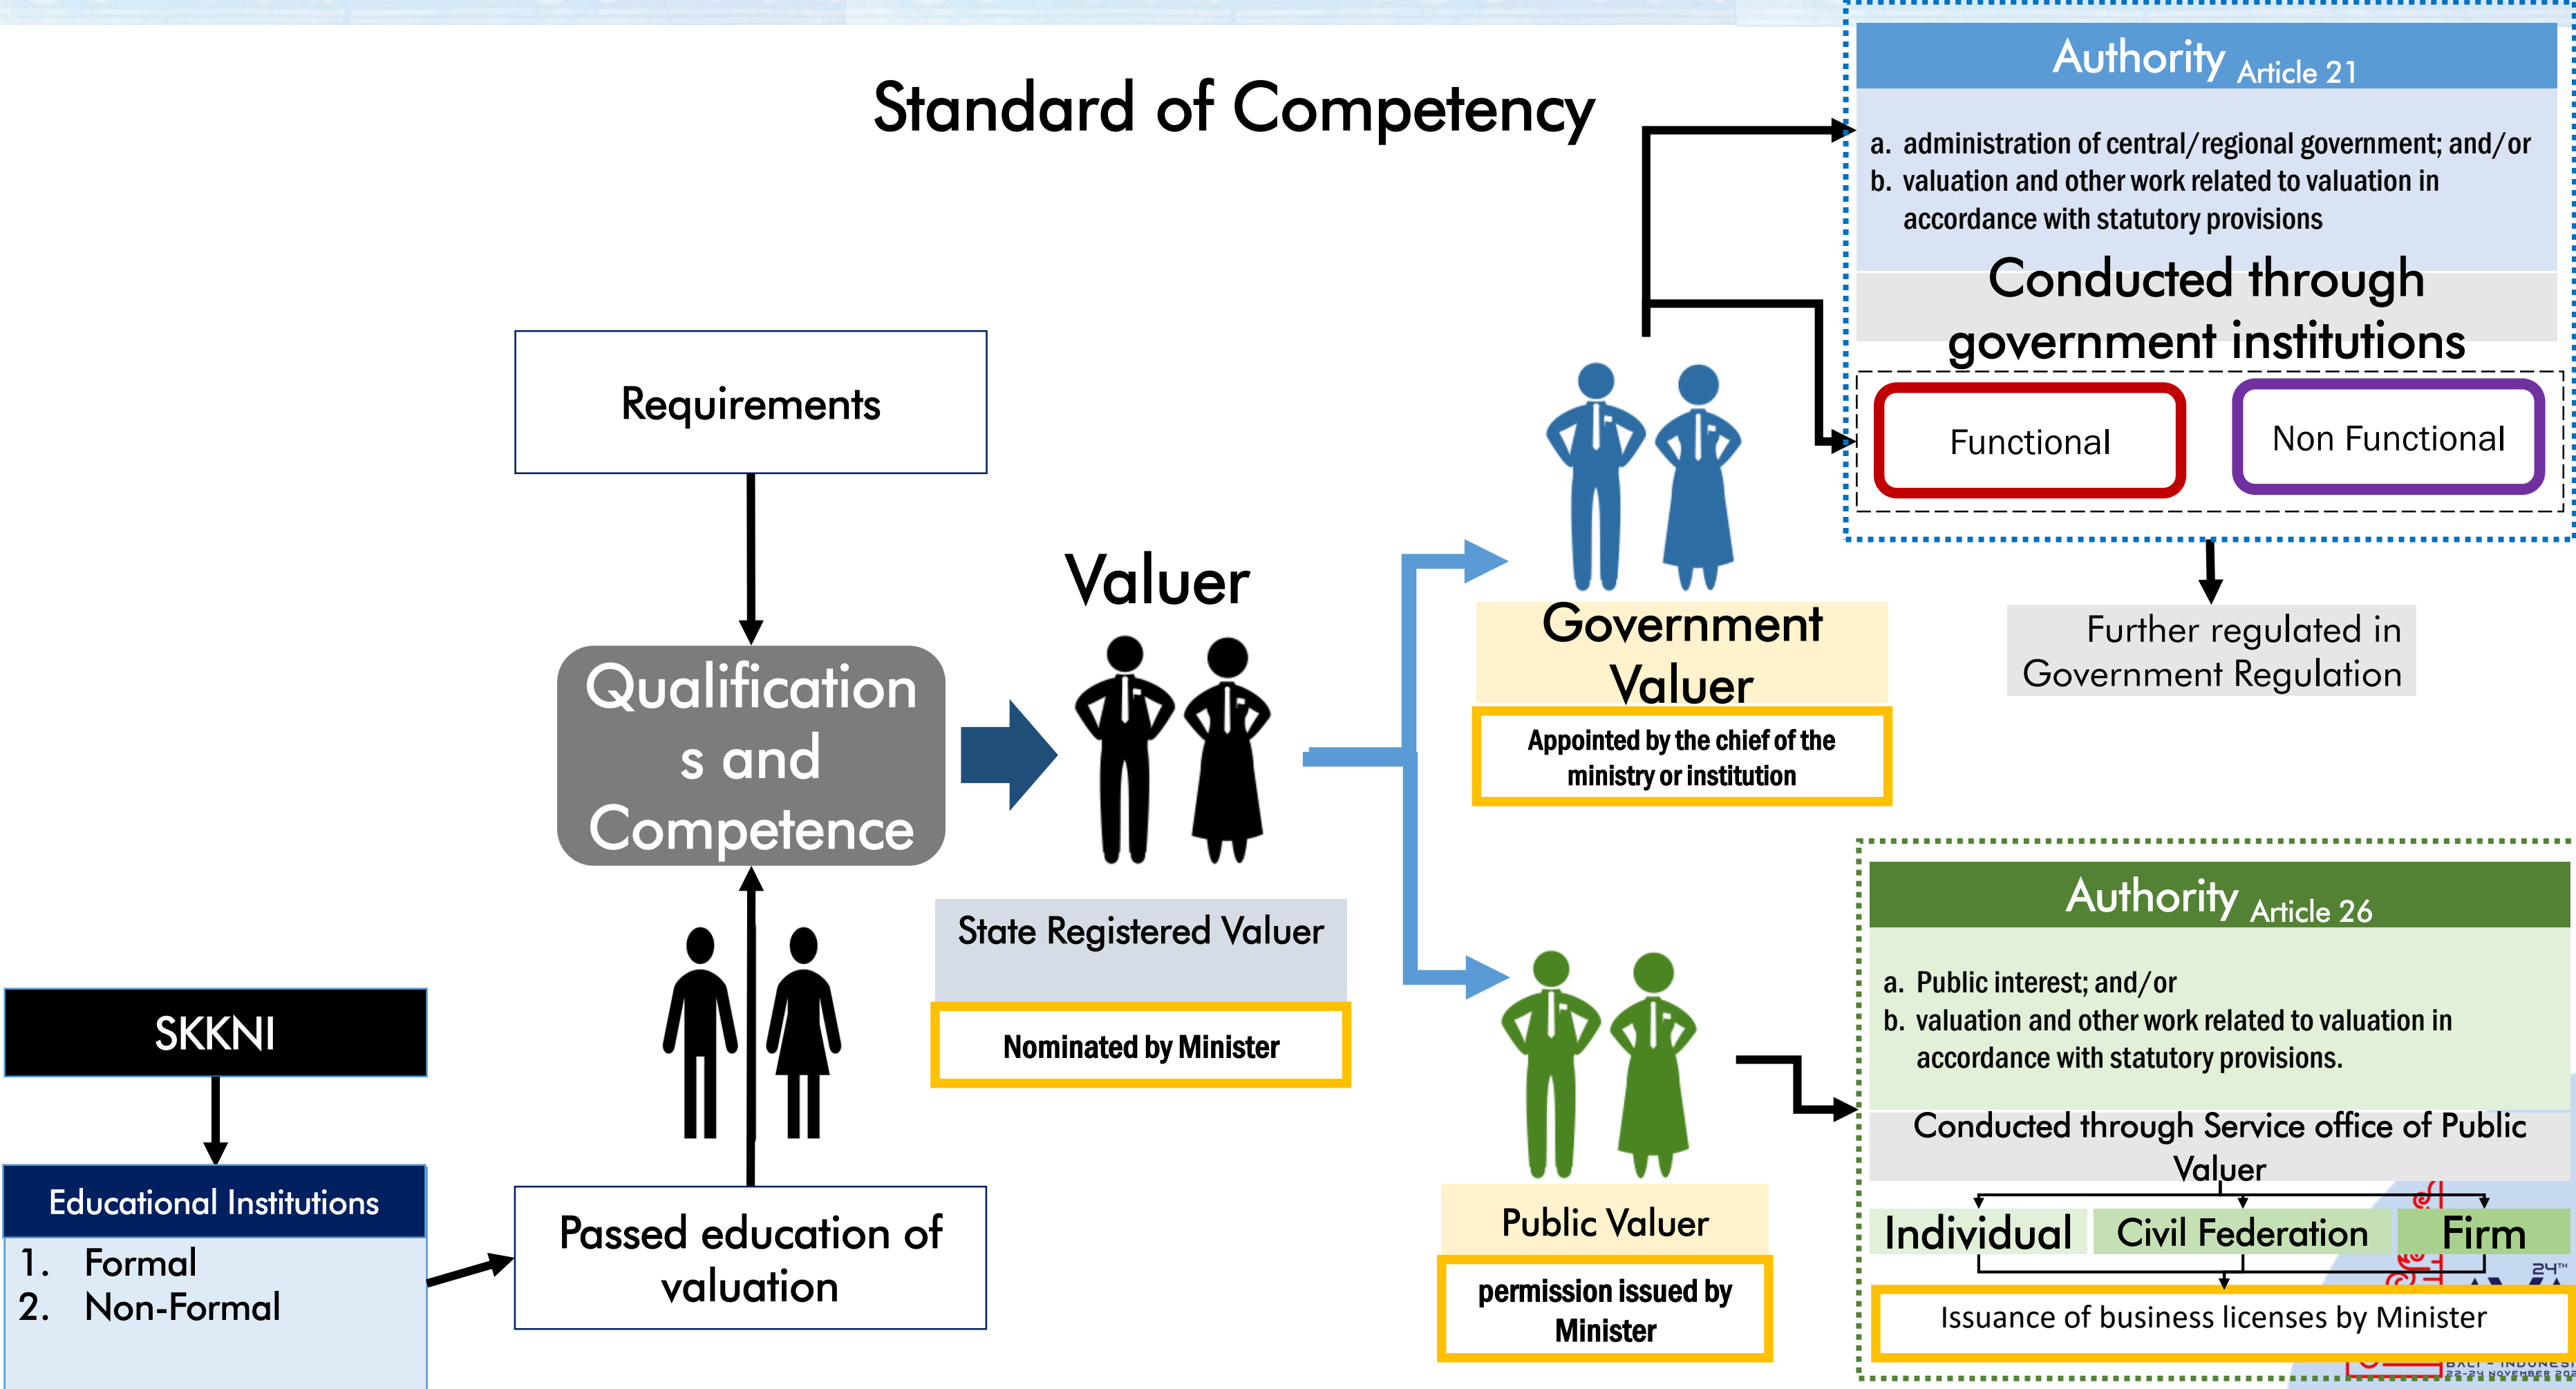 Standard of Competency
Authority Article 21
a. administration of central/regional government; and/or
b. valuation and other work related to valuation in
accordance with statutory provisions
Conducted through
government institutions
Functional
Non Functional
Further regulated in
Government Regulation
Requirements
Qualification
s and
Competence
Valuer
State Registered Valuer
Nominated by Minister
Government
Valuer
Appointed by the chief of the
ministry or institution
SKKNI
Educational Institutions
1. Formal
2. Non-Formal
Passed education of
valuation
Public Valuer
permission issued by
Minister
Authority Article 26
a. Public interest; and/or
b. valuation and other work related to valuation in
accordance with statutory provisions.
Conducted through Service office of Public
Valuer
Individual
Civil Federation
Firm
24TH
Issuance of business licenses by Minister